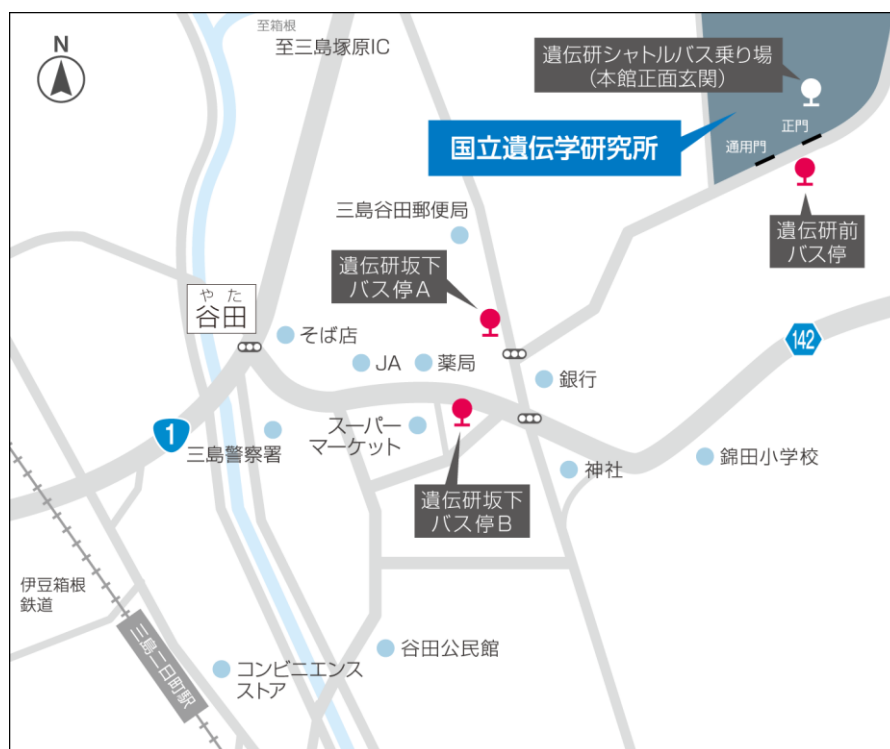 至箱根
至三島塚原IC
N
遺伝研シャトルバス乗り場
(本館正面玄関)
正門
通用門
国立遺伝学研究所
三島谷田郵便局
遺伝研前
バス停
遺伝研坂下
バス停A
やた
谷田
そば店
JA
薬局
142
銀行
1
三島警察署
スーパー
マーケット
神社
錦田小学校
遺伝研坂下
バス停B
伊豆箱根
鉄道
三島二日町駅
谷田公民館
コンビニエンス
ストア